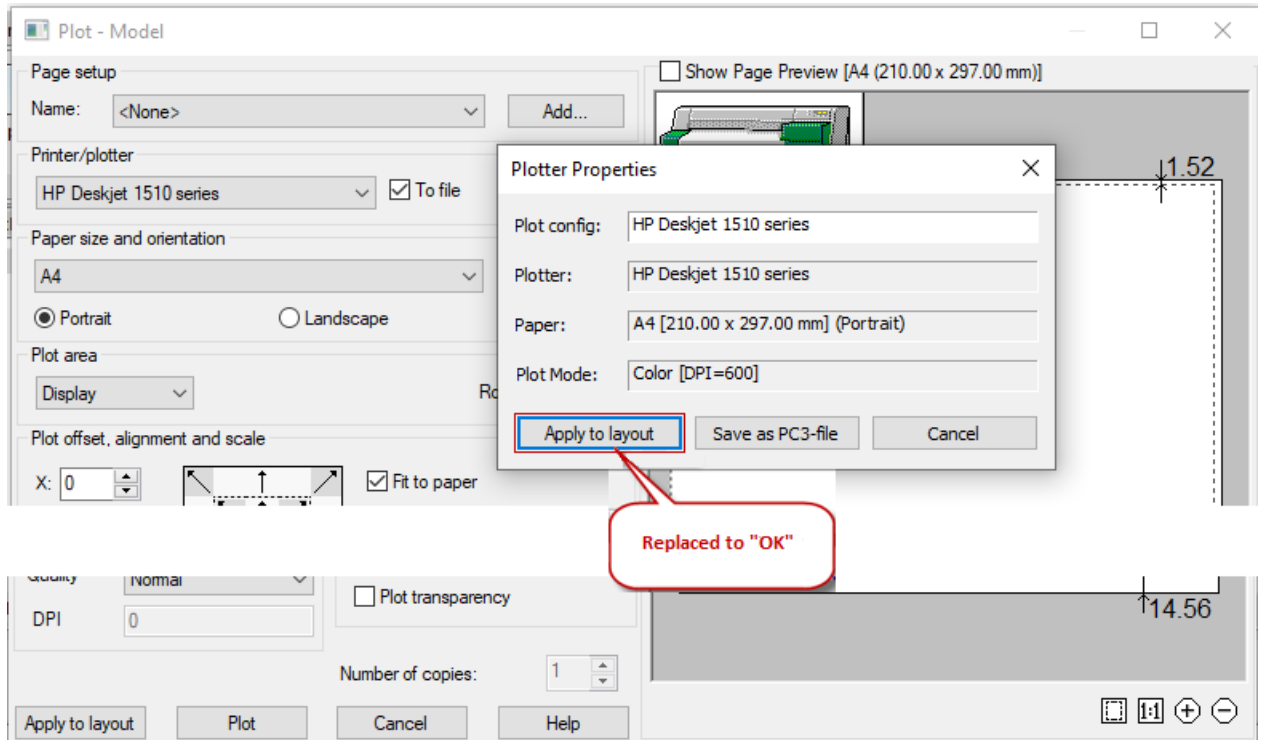 Plot - Model
Page setup
Name: <None> Add...
Show Page Preview [A4 (210.00 x 297.00 mm)]
Printer/plotter
HP Deskjet 1510 series To file
Paper size and orientation
A4
Portrait Landscape
Plot area
Display
Plot offset, alignment and scale
X: 0 Fit to paper
Plotter Properties
Plot config: HP Deskjet 1510 series
Plotter: HP Deskjet 1510 series
Paper: A4 [210.00 x 297.00 mm] (Portrait)
Plot Mode: Color [DPI=600]
Apply to layout Save as PC3-file Cancel
1.52
Replaced to "OK"
Quality Normal
Plot transparency
DPI 0
14.56
Number of copies: 1
Apply to layout Plot Cancel Help
1:1